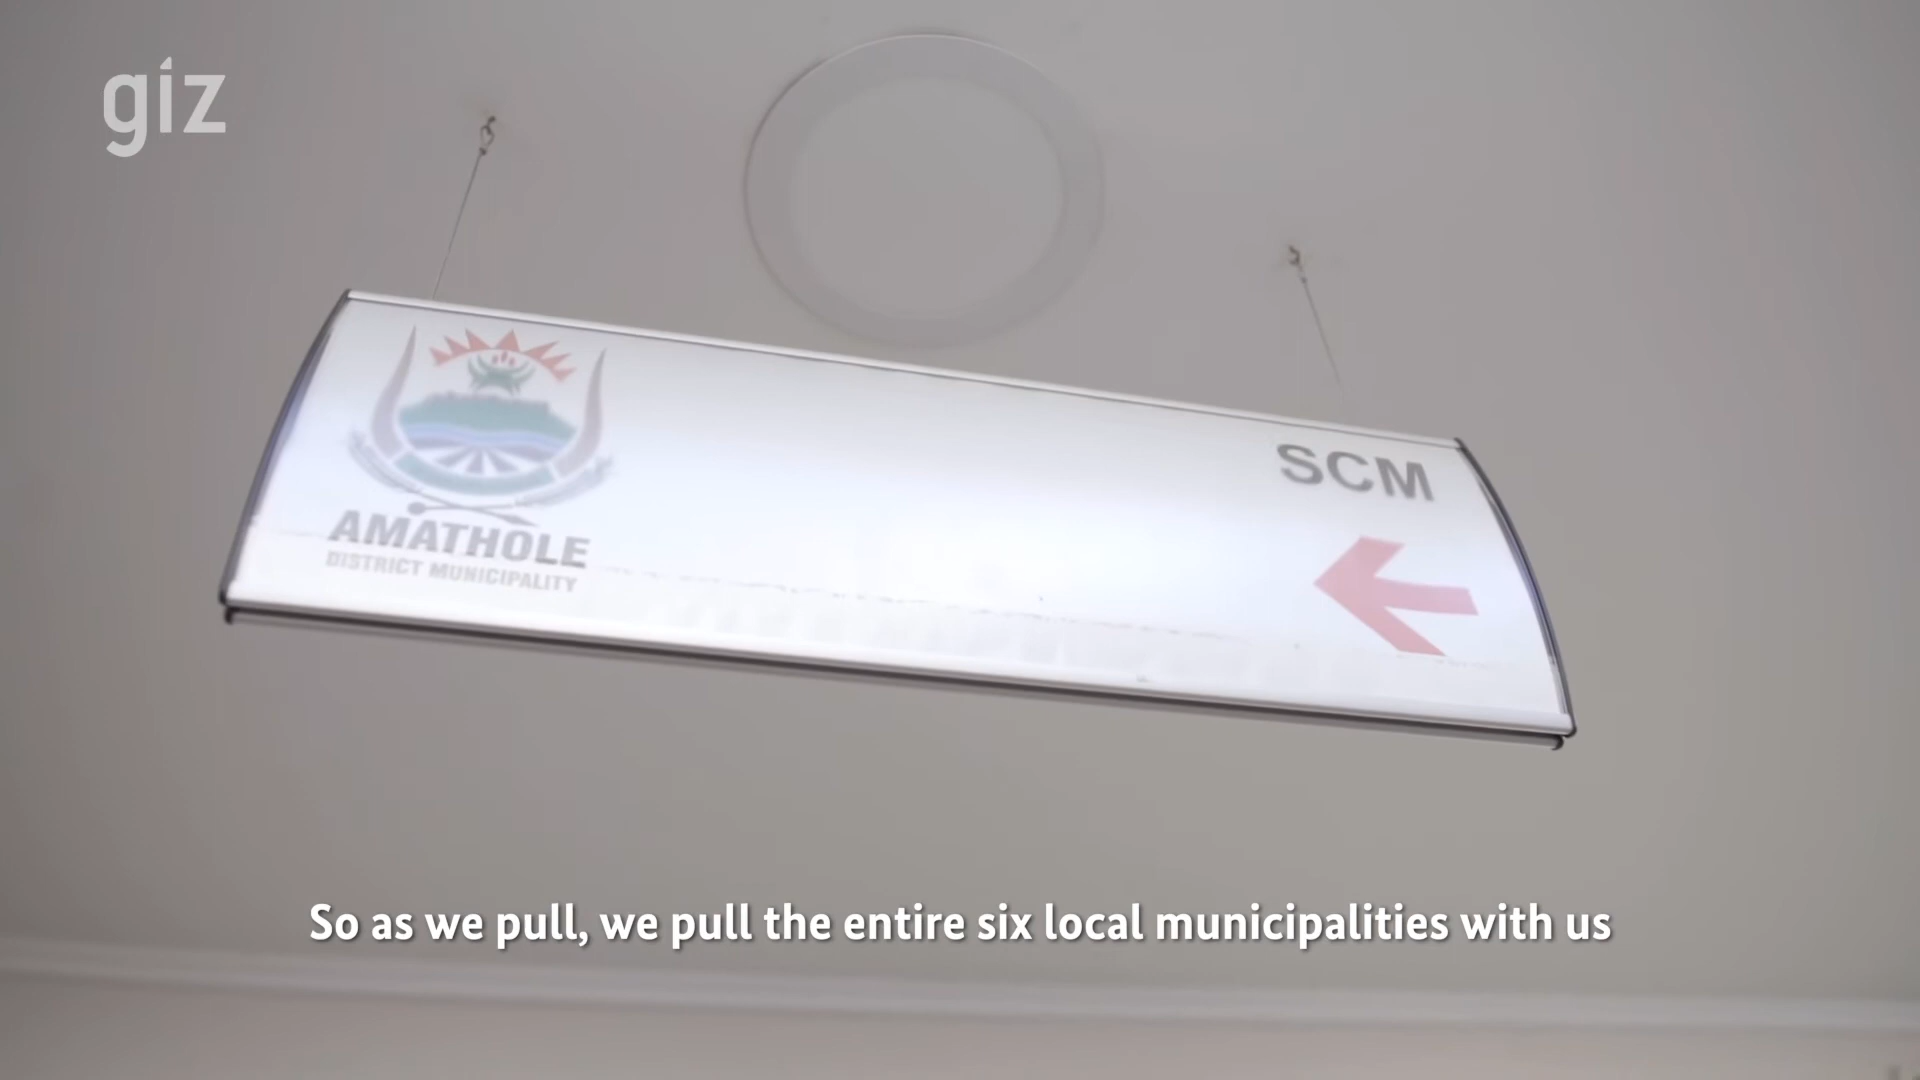 giz
SCM
AMATHOLE
DISTRICT MUNICIPALITY
So as we pull, we pull the entire six local municipalities with us